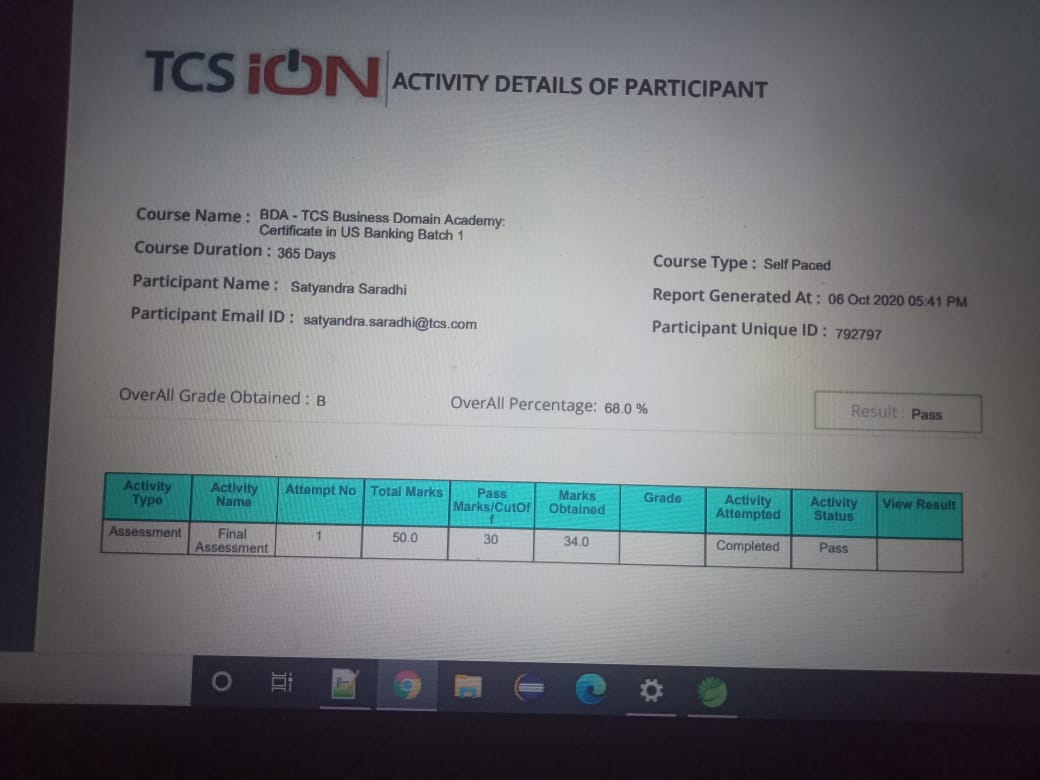 TCS iON ACTIVITY DETAILS OF PARTICIPANT
Course Name : BDA - TCS Business Domain Academy:
Certificate in US Banking Batch 1
Course Duration : 365 Days
Course Type : Self Paced
Participant Name : Satyandra Saradhi
Report Generated At : 06 Oct 2020 05:41 PM
Participant Email ID : satyandra.saradhi@tcs.com
Participant Unique ID : 792797
OverAll Grade Obtained : B
OverAll Percentage: 68.0 %
Result : Pass
Activity Type Activity Name Attempt No Total Marks Pass Marks/CutOff Marks Obtained Grade Activity Attempted Activity Status View Result
Assessment Final Assessment 1 50.0 30 34.0 Completed Pass